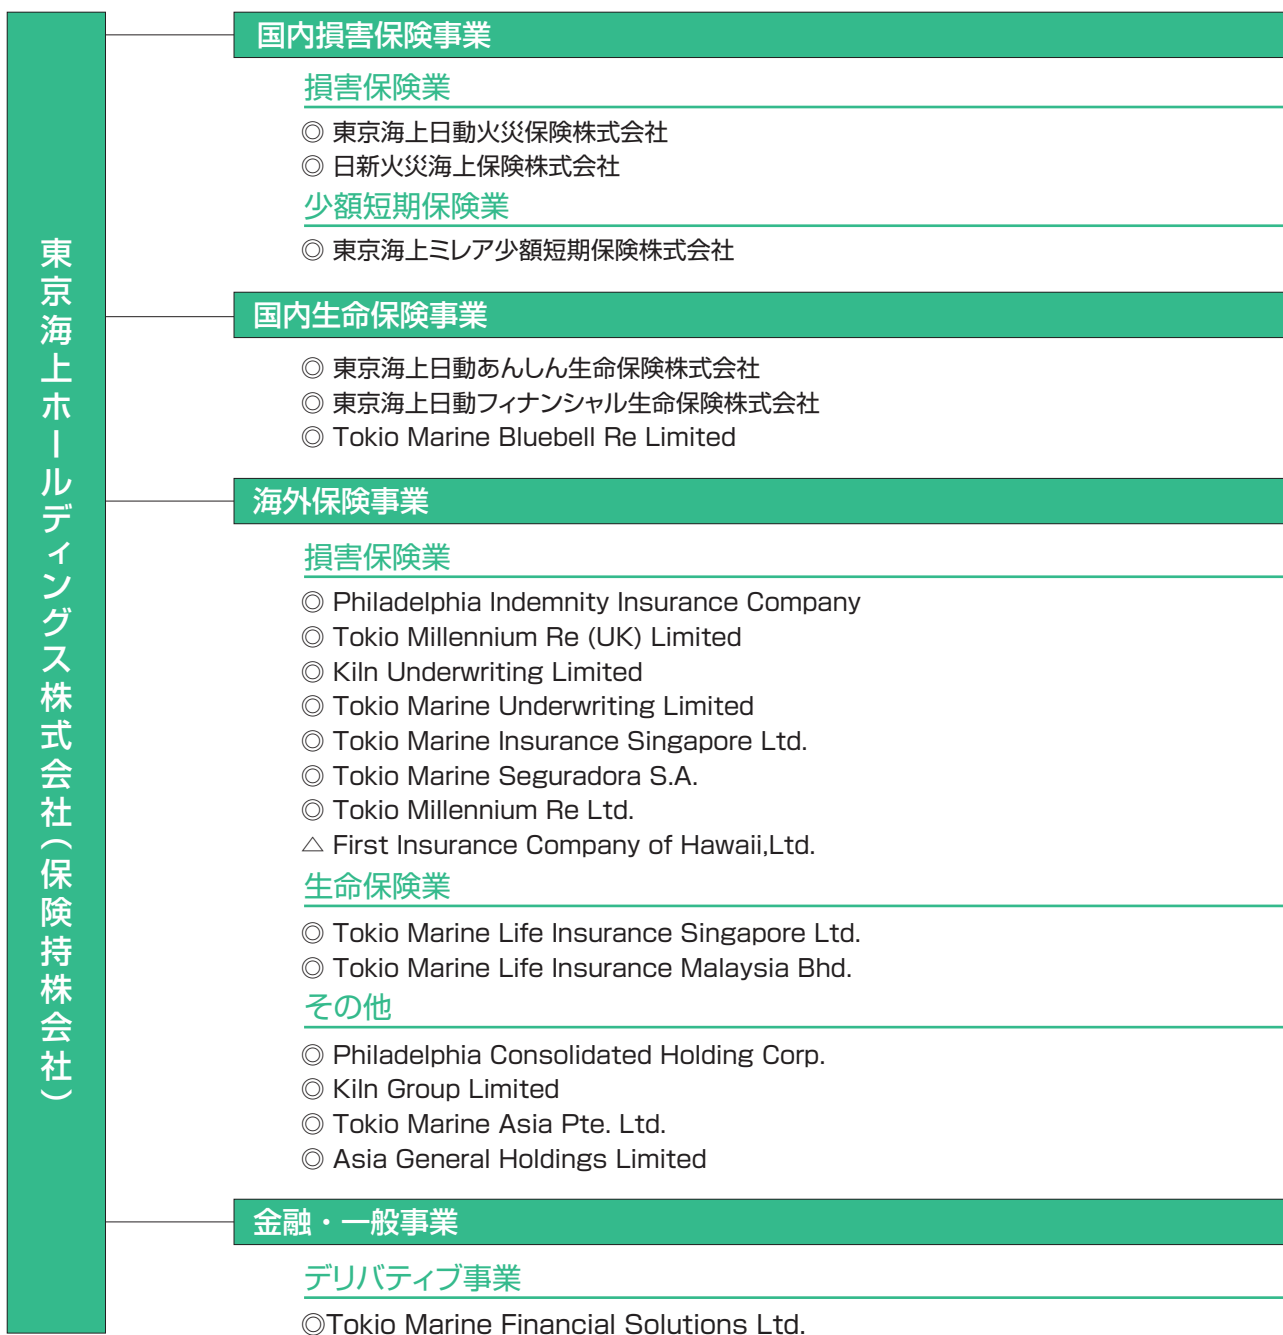 東京海上ホールディングス株式会社（保険持株会社）
国内損害保険事業
損害保険業
◎ 東京海上日動火災保険株式会社
◎ 日新火災海上保険株式会社
少額短期保険業
◎ 東京海上ミレア少額短期保険株式会社
国内生命保険事業
◎ 東京海上日動あんしん生命保険株式会社
◎ 東京海上日動フィナンシャル生命保険株式会社
◎ Tokio Marine Bluebell Re Limited
海外保険事業
損害保険業
◎ Philadelphia Indemnity Insurance Company
◎ Tokio Millennium Re (UK) Limited
◎ Kiln Underwriting Limited
◎ Tokio Marine Underwriting Limited
◎ Tokio Marine Insurance Singapore Ltd.
◎ Tokio Marine Seguradora S.A.
◎ Tokio Millennium Re Ltd.
△ First Insurance Company of Hawaii,Ltd.
生命保険業
◎ Tokio Marine Life Insurance Singapore Ltd.
◎ Tokio Marine Life Insurance Malaysia Bhd.
その他
◎ Philadelphia Consolidated Holding Corp.
◎ Kiln Group Limited
◎ Tokio Marine Asia Pte. Ltd.
◎ Asia General Holdings Limited
金融・一般事業
デリバティブ事業
◎Tokio Marine Financial Solutions Ltd.